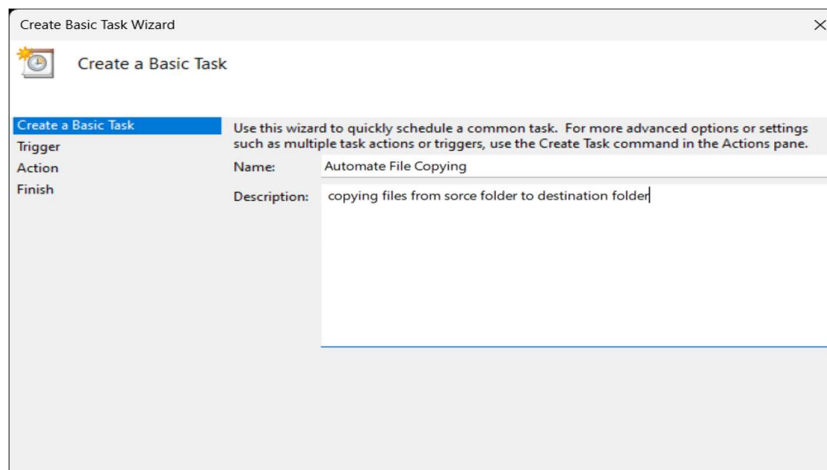 Create Basic Task Wizard
Create a Basic Task
Create a Basic Task
Trigger
Action
Finish
Use this wizard to quickly schedule a common task. For more advanced options or settings
such as multiple task actions or triggers, use the Create Task command in the Actions pane.
Name: Automate File Copying
Description: copying files from sorce folder to destination folder